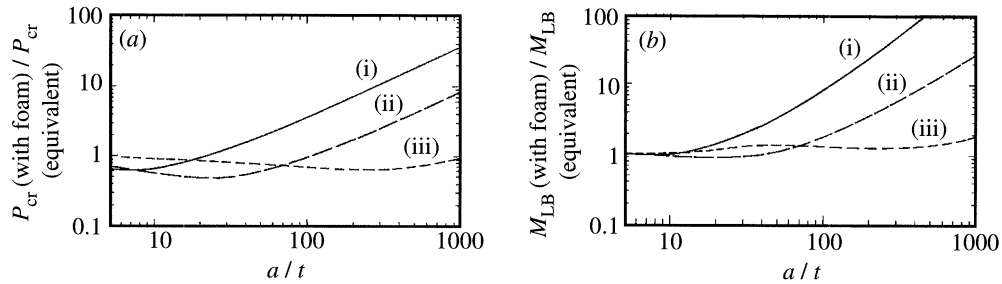 100
10
1
0.1
P_cr (with foam) / P_cr
(equivalent)
(a)
(i)
(ii)
(iii)
10
100
1000
a / t
100
10
1
0.1
M_LB (with foam) / M_LB
(equivalent)
(b)
(i)
(ii)
(iii)
10
100
1000
a / t